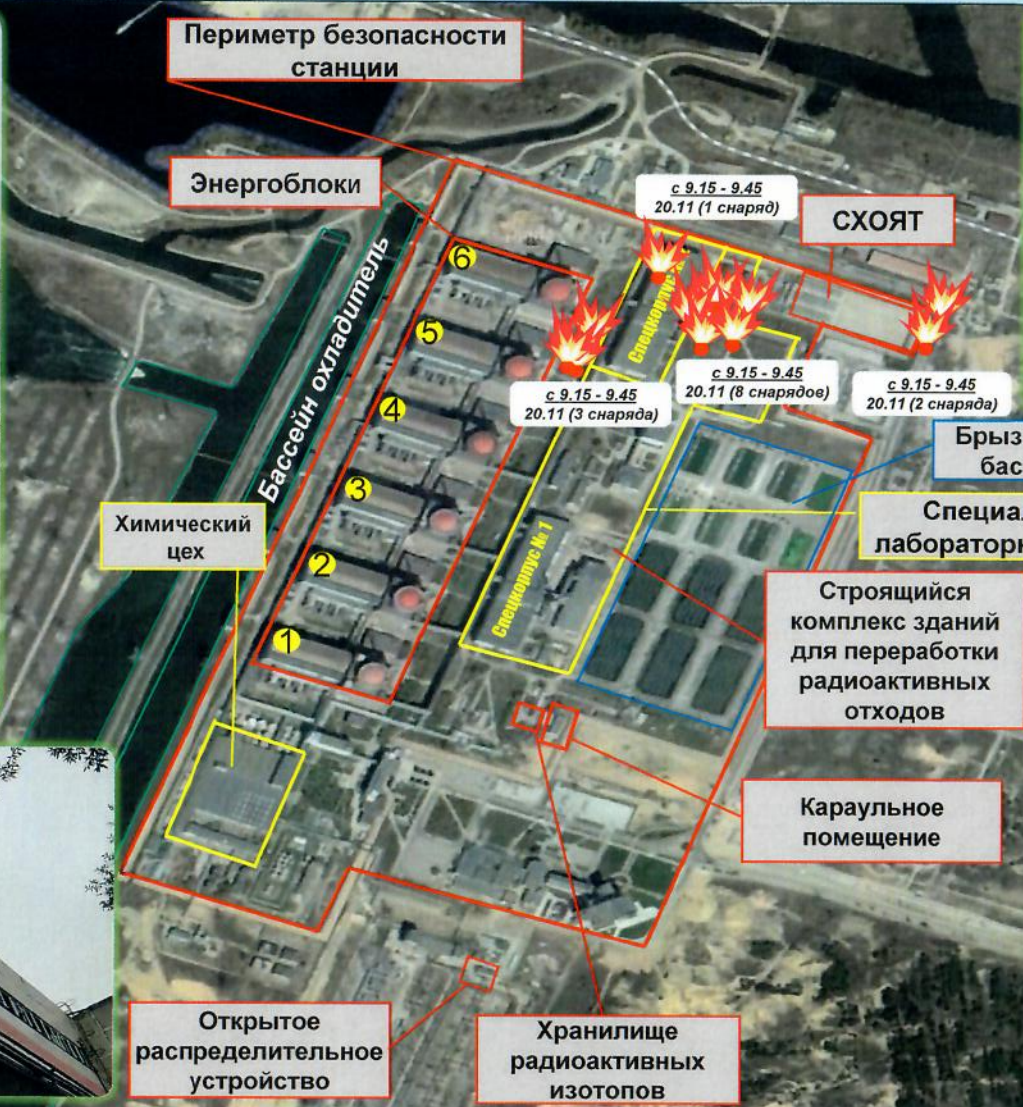 Периметр безопасности
станции
Энергоблоки
с 9.15 - 9.45
20.11 (1 снаряд)
СХОЯТ
Бассейн охладитель
6
5
4
3
2
1
с 9.15 - 9.45
20.11 (3 снаряда)
с 9.15 - 9.45
20.11 (8 снарядов)
с 9.15 - 9.45
20.11 (2 снаряда)
Брыз
бас
Химический
цех
Специал
лабораторн
Спецкорпус № 1
Строящийся
комплекс зданий
для переработки
радиоактивных
отходов
Караульное
помещение
Открытое
распределительное
устройство
Хранилище
радиоактивных
изотопов